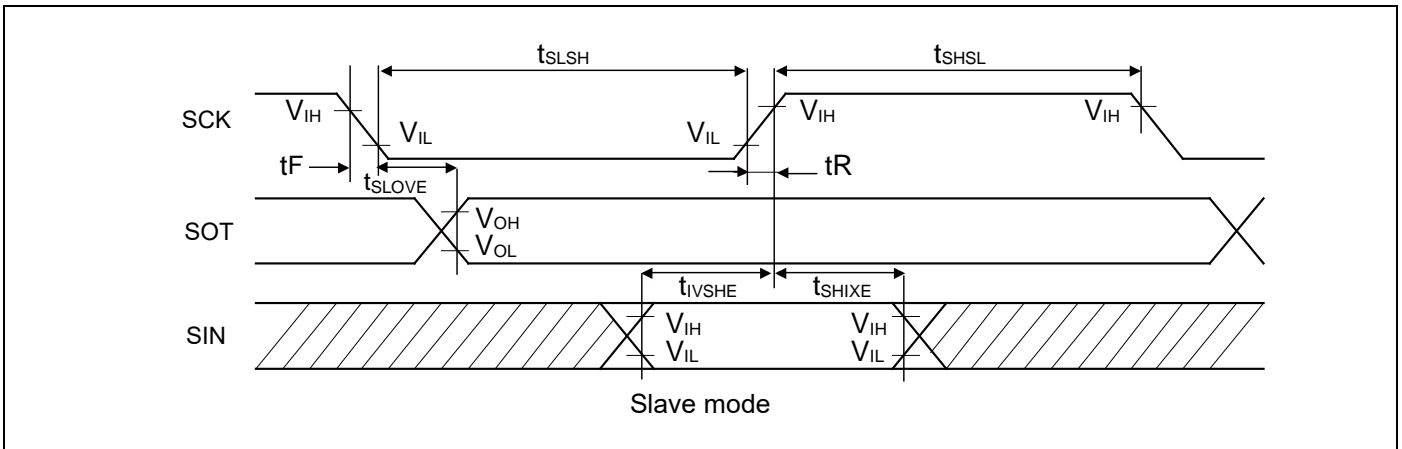 tSLSH tSHSL
SCK VIH VIL VIL VIH VIH
tF tSLOVE tR
SOT VOH
VOL
tIVSHE tSHIXE
SIN VIH VIH
VIL VIL
Slave mode